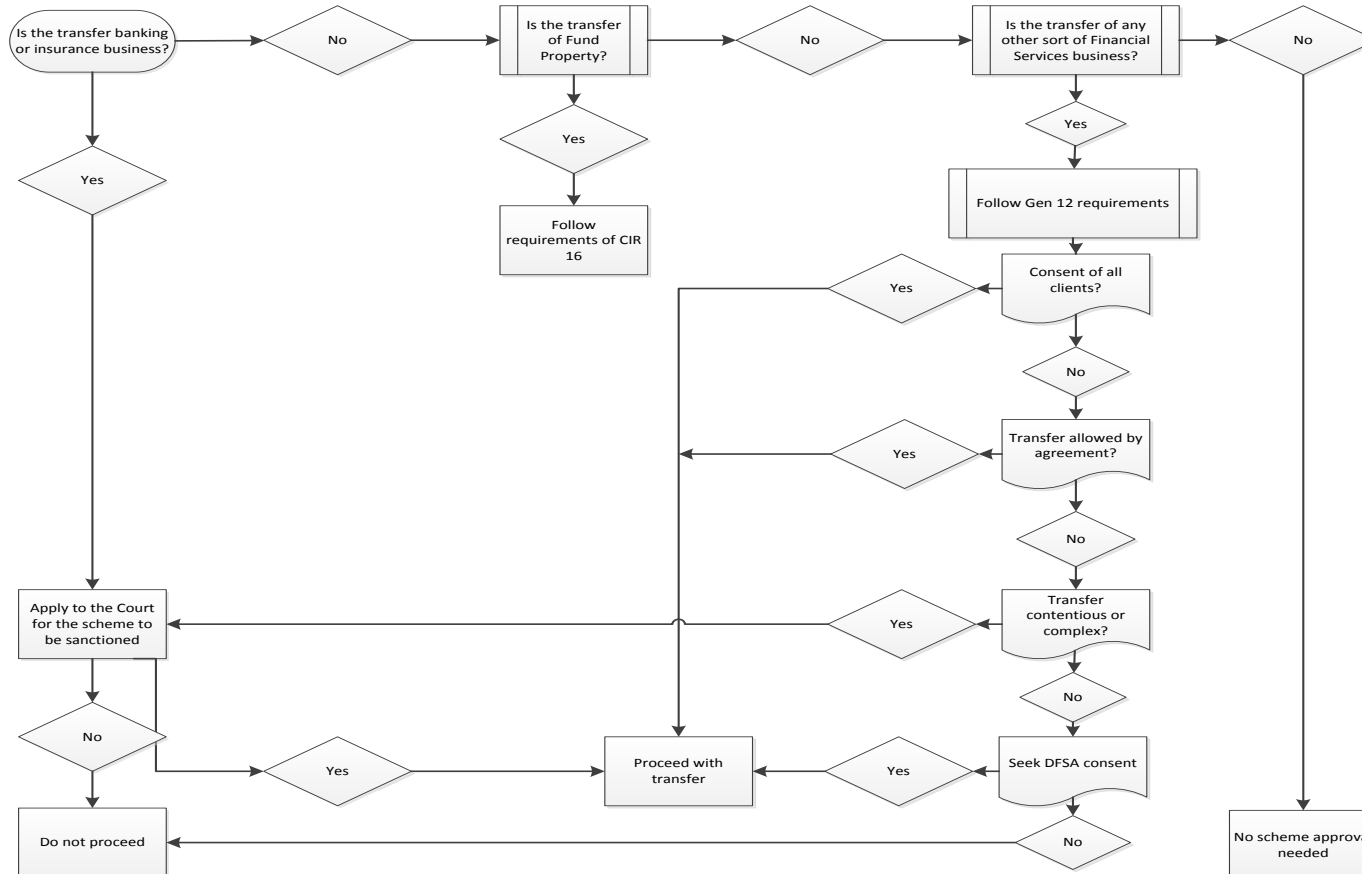 Is the transfer banking
or insurance business?
No
Is the transfer
of Fund
Property?
No
Is the transfer of any
other sort of Financial
Services business?
No
Yes
Yes
Yes
Follow Gen 12 requirements
Follow
requirements of CIR
16
Consent of all
clients?
Yes
No
Transfer allowed by
agreement?
Yes
No
Apply to the Court
for the scheme to
be sanctioned
Yes
Transfer
contentious or
complex?
No
No
Yes
Proceed with
transfer
Yes
Seek DFSA consent
Do not proceed
No
No scheme approva
needed